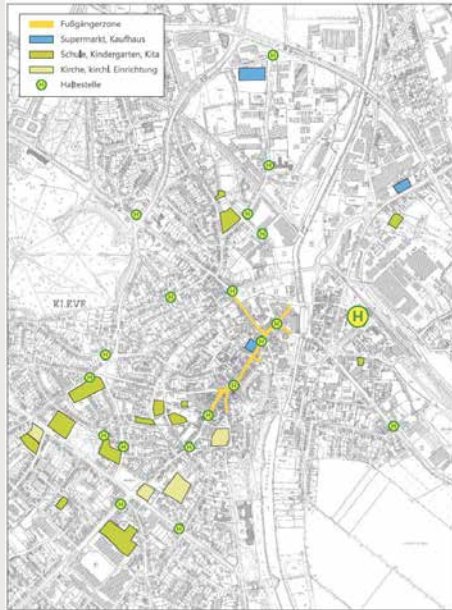 Fußgängerzone
Supermarkt, Kaufhaus
Schule, Kindergarten, Kita
Kirche, kirchl. Einrichtung
H Haltestelle
H
H
H
H
H
H
H
KLEVE
H
H
H
H
H
H
H
H
H
H
H
H
H
H